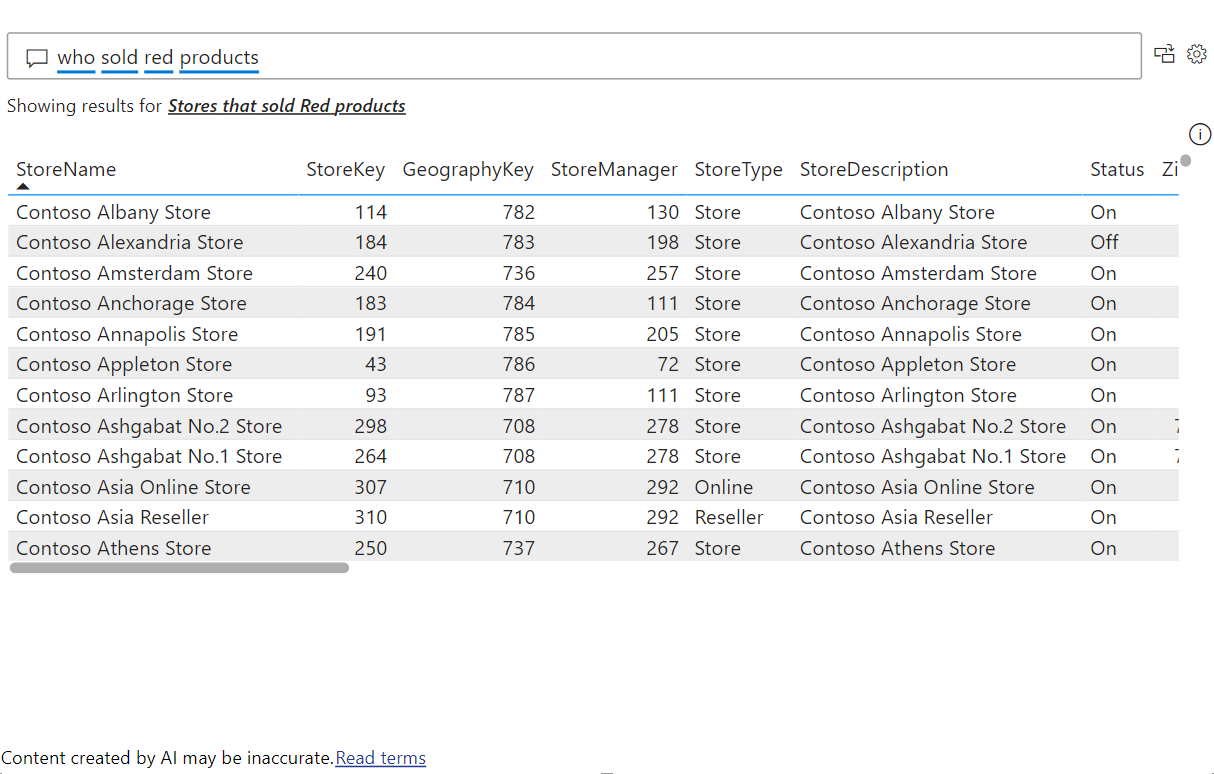 who sold red products
Showing results for Stores that sold Red products
StoreName StoreKey GeographyKey StoreManager StoreType StoreDescription Status
Contoso Albany Store 114 782 130 Store Contoso Albany Store On
Contoso Alexandria Store 184 783 198 Store Contoso Alexandria Store Off
Contoso Amsterdam Store 240 736 257 Store Contoso Amsterdam Store On
Contoso Anchorage Store 183 784 111 Store Contoso Anchorage Store On
Contoso Annapolis Store 191 785 205 Store Contoso Annapolis Store On
Contoso Appleton Store 43 786 72 Store Contoso Appleton Store On
Contoso Arlington Store 93 787 111 Store Contoso Arlington Store On
Contoso Ashgabat No.2 Store 298 708 278 Store Contoso Ashgabat No.2 Store On
Contoso Ashgabat No.1 Store 264 708 278 Store Contoso Ashgabat No.1 Store On
Contoso Asia Online Store 307 710 292 Online Contoso Asia Online Store On
Contoso Asia Reseller 310 710 292 Reseller Contoso Asia Reseller On
Contoso Athens Store 250 737 267 Store Contoso Athens Store On
Content created by AI may be inaccurate. Read terms